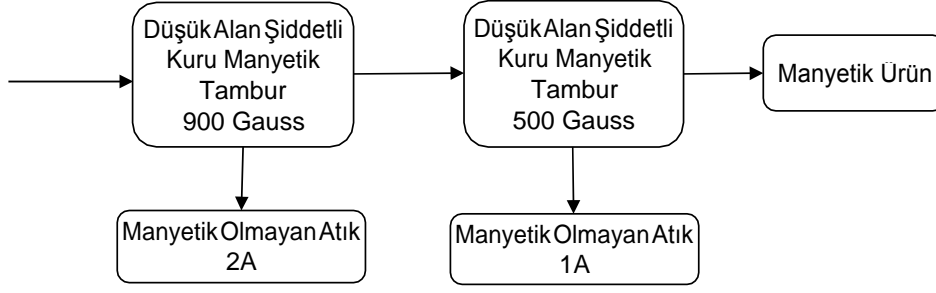 Düşük Alan Şiddetli
Kuru Manyetik
Tambur
900 Gauss
Düşük Alan Şiddetli
Kuru Manyetik
Tambur
500 Gauss
Manyetik Ürün
Manyetik Olmayan Atık
2A
Manyetik Olmayan Atık
1A